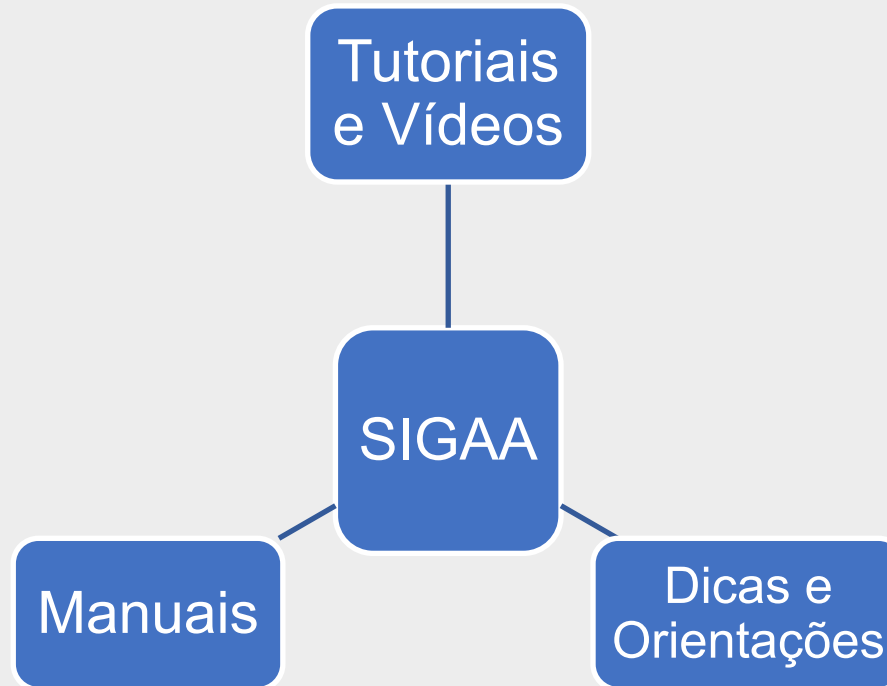 Tutoriais
e Vídeos
SIGAA
Manuais
Dicas e
Orientações